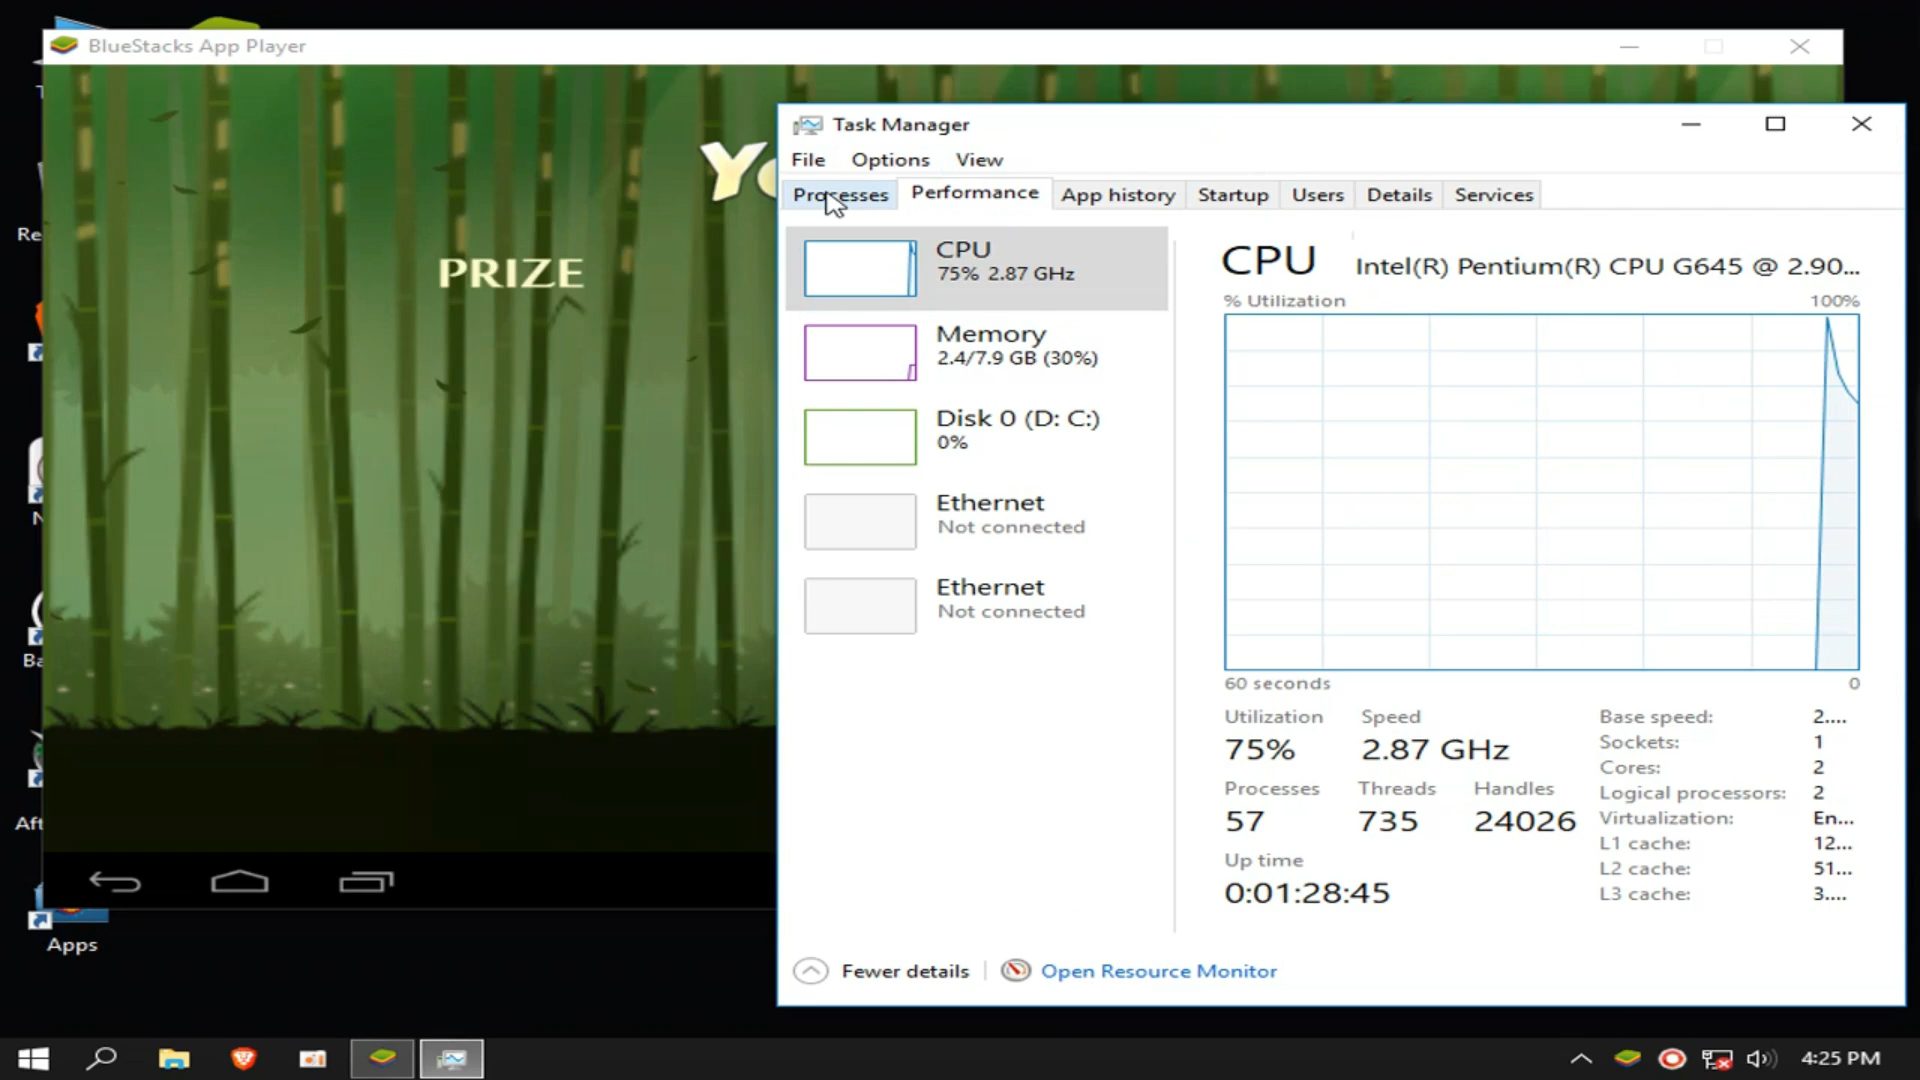 BlueStacks App Player
PRIZE
Task Manager
File Options View
Processes Performance App history Startup Users Details Services
CPU
75% 2.87 GHz
Memory
2.4/7.9 GB (30%)
Disk 0 (D: C:)
0%
Ethernet
Not connected
Ethernet
Not connected
CPU Intel(R) Pentium(R) CPU G645 @ 2.90...
% Utilization 100%
60 seconds 0
Utilization Speed
75% 2.87 GHz
Processes Threads Handles
57 735 24026
Up time
0:01:28:45
Base speed: 2....
Sockets: 1
Cores: 2
Logical processors: 2
Virtualization: En...
L1 cache: 12...
L2 cache: 51...
L3 cache: 3....
Fewer details Open Resource Monitor
Apps
4:25 PM